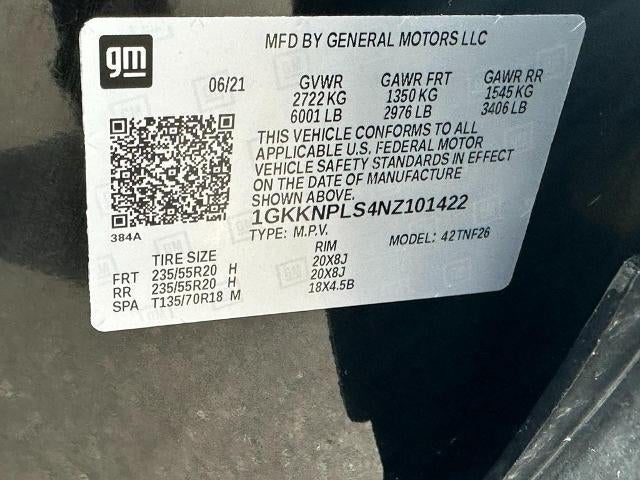 gm
MFD BY GENERAL MOTORS LLC
06/21 GVWR GAWR FRT GAWR RR
2722 KG 1350 KG 1545 KG
6001 LB 2976 LB 3406 LB
THIS VEHICLE CONFORMS TO ALL
APPLICABLE U.S. FEDERAL MOTOR
VEHICLE SAFETY STANDARDS IN EFFECT
ON THE DATE OF MANUFACTURE
SHOWN ABOVE.
384A 1GKKNPLS4NZ101422
TYPE: M.P.V. MODEL: 42TNF26
TIRE SIZE RIM
FRT 235/55R20 H 20X8J
RR 235/55R20 H 20X8J
SPA T135/70R18 M 18X4.5B